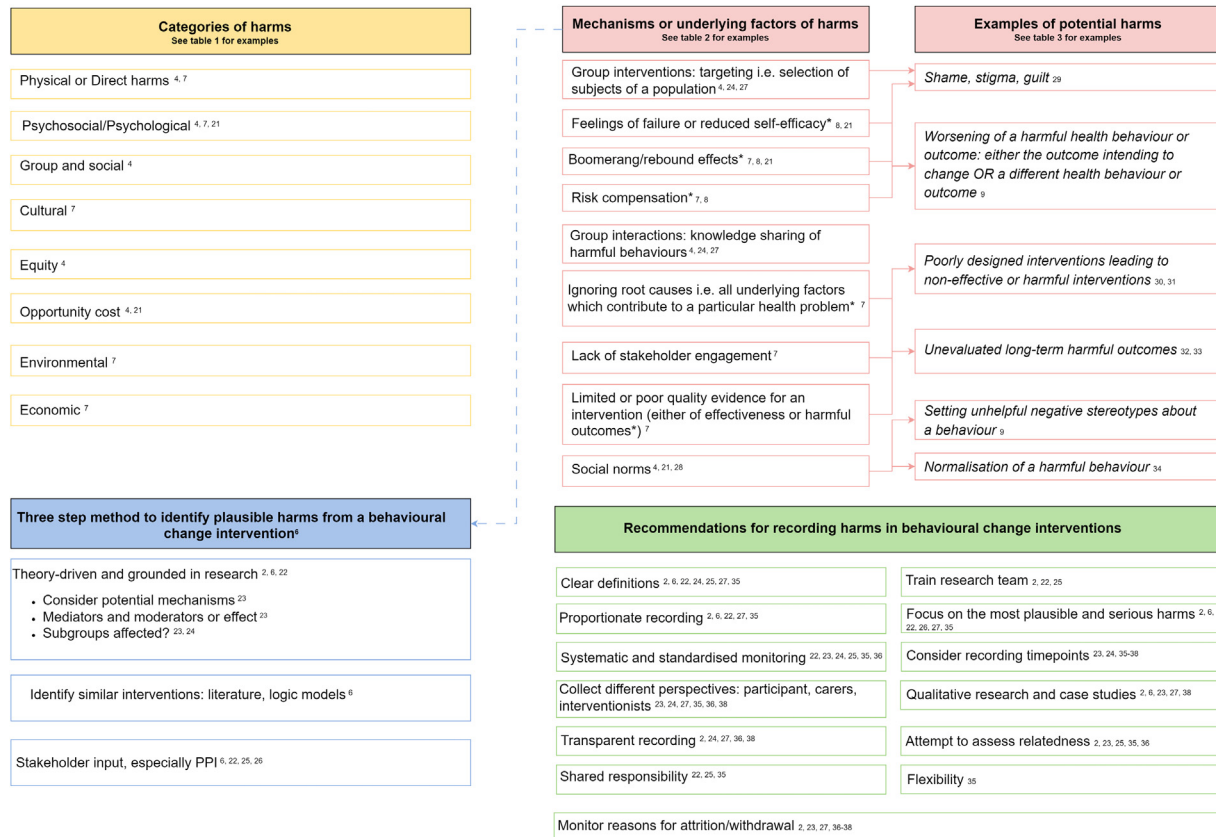 Categories of harms
See table 1 for examples
Physical or Direct harms 4, 7
Psychosocial/Psychological 4, 7, 21
Group and social 4
Cultural 7
Equity 4
Opportunity cost 4, 21
Environmental 7
Economic 7
Mechanisms or underlying factors of harms
See table 2 for examples
Group interventions: targeting i.e. selection of
subjects of a population 4, 24, 27
Feelings of failure or reduced self-efficacy* 8, 21
Boomerang/rebound effects* 7, 8, 21
Risk compensation* 7, 8
Group interactions: knowledge sharing of
harmful behaviours 4, 24, 27
Ignoring root causes i.e. all underlying factors
which contribute to a particular health problem* 7
Lack of stakeholder engagement 7
Limited or poor quality evidence for an
intervention (either of effectiveness or harmful
outcomes*) 7
Social norms 4, 21, 28
Examples of potential harms
See table 3 for examples
Shame, stigma, guilt 29
Worsening of a harmful health behaviour or
outcome: either the outcome intending to
change OR a different health behaviour or
outcome 9
Poorly designed interventions leading to
non-effective or harmful interventions 30, 31
Unevaluated long-term harmful outcomes 32, 33
Setting unhelpful negative stereotypes about
a behaviour 9
Normalisation of a harmful behaviour 34
Three step method to identify plausible harms from a behavioural
change intervention6
Theory-driven and grounded in research 2, 6, 22
• Consider potential mechanisms 23
• Mediators and moderators or effect 23
• Subgroups affected? 23, 24
Identify similar interventions: literature, logic models 6
Stakeholder input, especially PPI 6, 22, 25, 26
Recommendations for recording harms in behavioural change interventions
Clear definitions 2, 6, 22, 24, 25, 27, 35
Proportionate recording 2, 6, 22, 27, 35
Systematic and standardised monitoring 22, 23, 24, 25, 35, 36
Collect different perspectives: participant, carers,
interventionists 23, 24, 27, 35, 36, 38
Transparent recording 2, 24, 27, 36, 38
Shared responsibility 22, 25, 35
Train research team 2, 22, 25
Focus on the most plausible and serious harms 2, 6,
22, 26, 27, 35
Consider recording timepoints 23, 24, 35-38
Qualitative research and case studies 2, 6, 23, 27, 38
Attempt to assess relatedness 2, 23, 25, 35, 36
Flexibility 35
Monitor reasons for attrition/withdrawal 2, 23, 27, 36-38